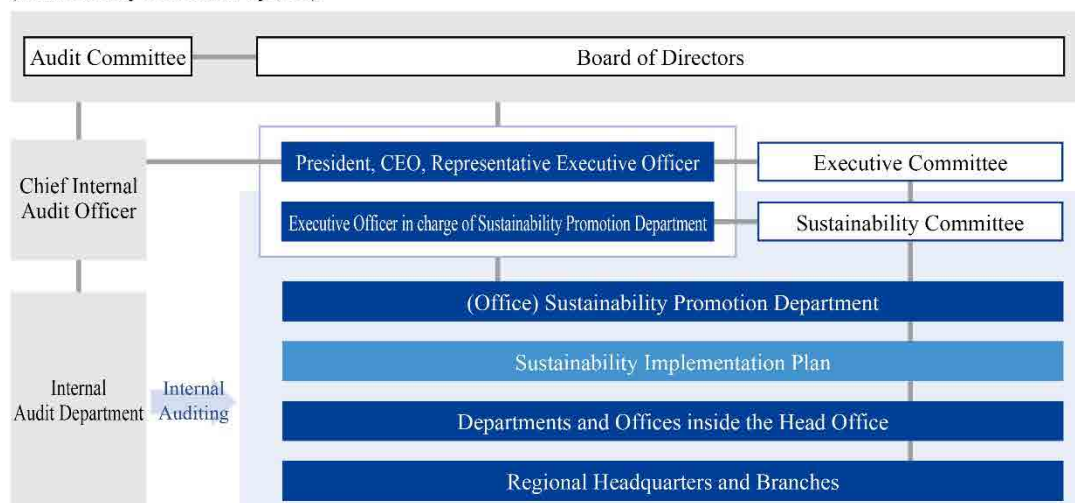 Audit Committee
Board of Directors
President, CEO, Representative Executive Officer
Executive Committee
Chief Internal
Audit Officer
Executive Officer in charge of Sustainability Promotion Department
Sustainability Committee
(Office) Sustainability Promotion Department
Sustainability Implementation Plan
Internal
Audit Department
Internal
Auditing
Departments and Offices inside the Head Office
Regional Headquarters and Branches